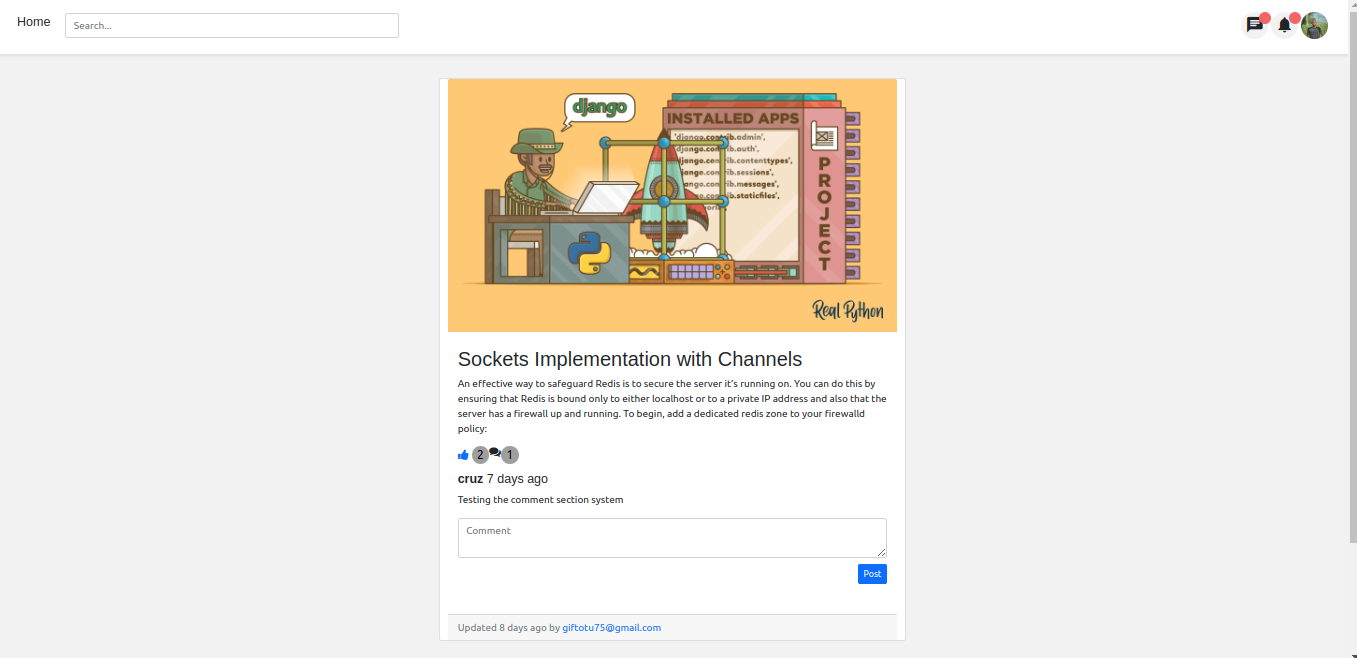 Home
Search...
django
INSTALLED APPS
'django.contrib.admin',
django.contrib.auth',
django.contrib.contenttypes',
django.contrib.sessions',
django.contrib.messages',
django.contrib.staticfiles',
PROJECT
Real Python
Sockets Implementation with Channels
An effective way to safeguard Redis is to secure the server it's running on. You can do this by
ensuring that Redis is bound only to either localhost or to a private IP address and also that the
server has a firewall up and running. To begin, add a dedicated redis zone to your firewalld
policy:
2 1
cruz 7 days ago
Testing the comment section system
Comment
Post
Updated 8 days ago by giftotu75@gmail.com